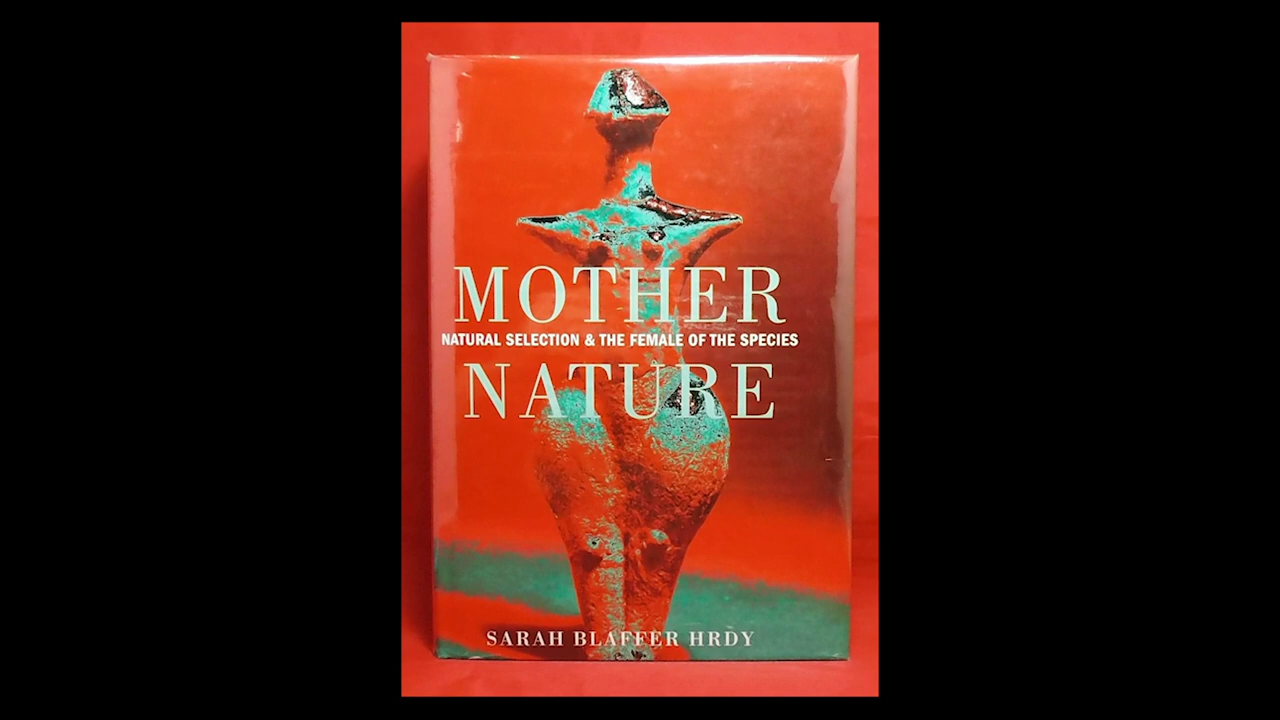 MOTHER
NATURAL SELECTION & THE FEMALE OF THE SPECIES
NATURE
SARAH BLAFFER HRDY